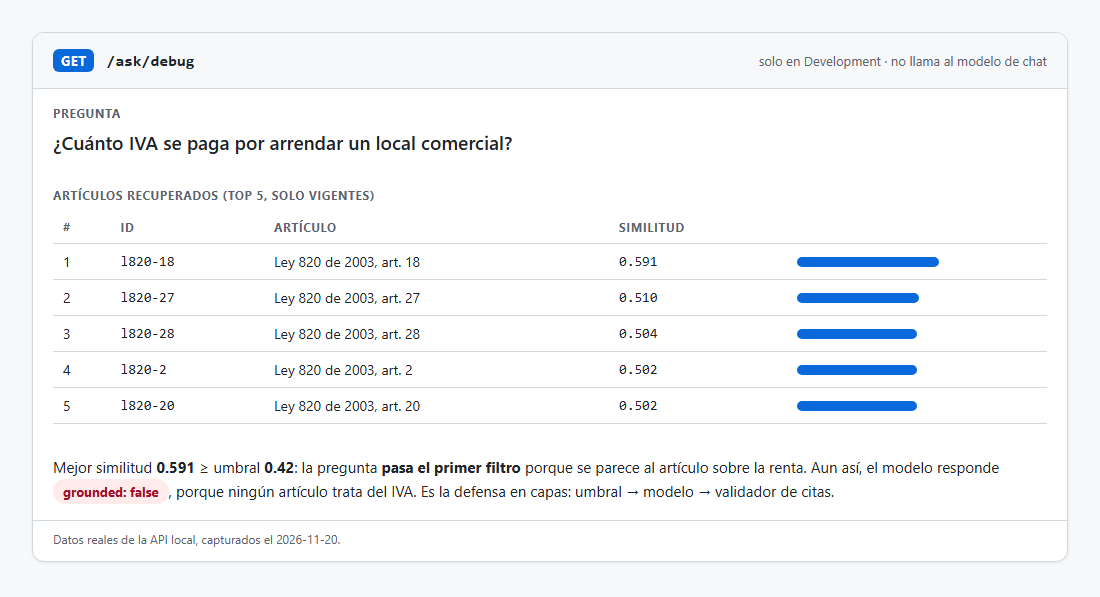 GET /ask/debug solo en Development · no llama al modelo de chat
PREGUNTA
¿Cuánto IVA se paga por arrendar un local comercial?
ARTÍCULOS RECUPERADOS (TOP 5, SOLO VIGENTES)
# ID ARTÍCULO SIMILITUD
1 l820-18 Ley 820 de 2003, art. 18 0.591
2 l820-27 Ley 820 de 2003, art. 27 0.510
3 l820-28 Ley 820 de 2003, art. 28 0.504
4 l820-2 Ley 820 de 2003, art. 2 0.502
5 l820-20 Ley 820 de 2003, art. 20 0.502
Mejor similitud 0.591 ≥ umbral 0.42: la pregunta pasa el primer filtro porque se parece al artículo sobre la renta. Aun así, el modelo responde
grounded: false , porque ningún artículo trata del IVA. Es la defensa en capas: umbral → modelo → validador de citas.
Datos reales de la API local, capturados el 2026-11-20.